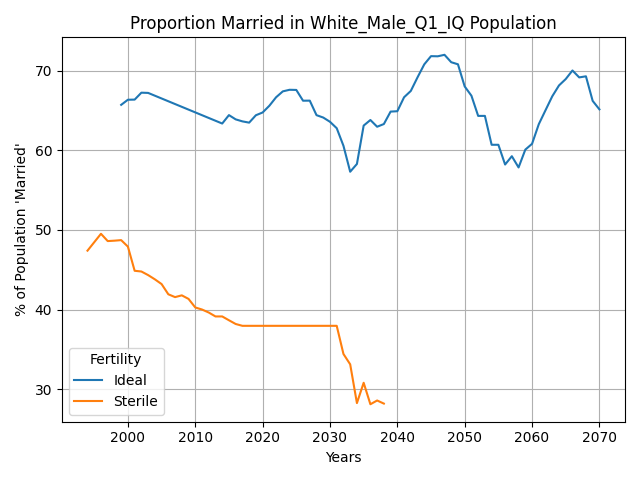 Proportion Married in White_Male_Q1_IQ Population
% of Population 'Married'
70
60
50
40
30
Fertility
Ideal
Sterile
2000 2010 2020 2030 2040 2050 2060 2070
Years